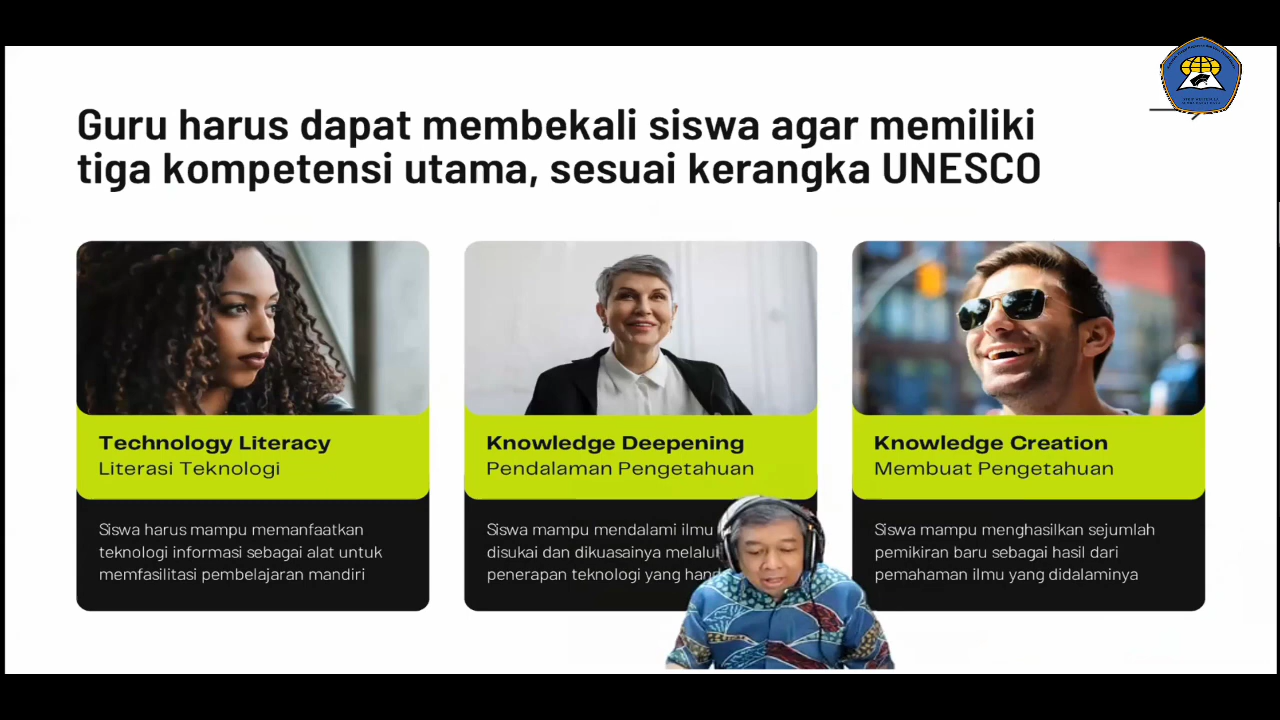 Guru harus dapat membekali siswa agar memiliki
tiga kompetensi utama, sesuai kerangka UNESCO
Technology Literacy
Literasi Teknologi
Siswa harus mampu memanfaatkan
teknologi informasi sebagai alat untuk
memfasilitasi pembelajaran mandiri
Knowledge Deepening
Pendalaman Pengetahuan
Siswa mampu mendalami ilmu
disukai dan dikuasainya
penerapan teknologi yang
Knowledge Creation
Membuat Pengetahuan
Siswa mampu menghasilkan sejumlah
pemikiran baru sebagai hasil dari
pemahaman ilmu yang didalaminya